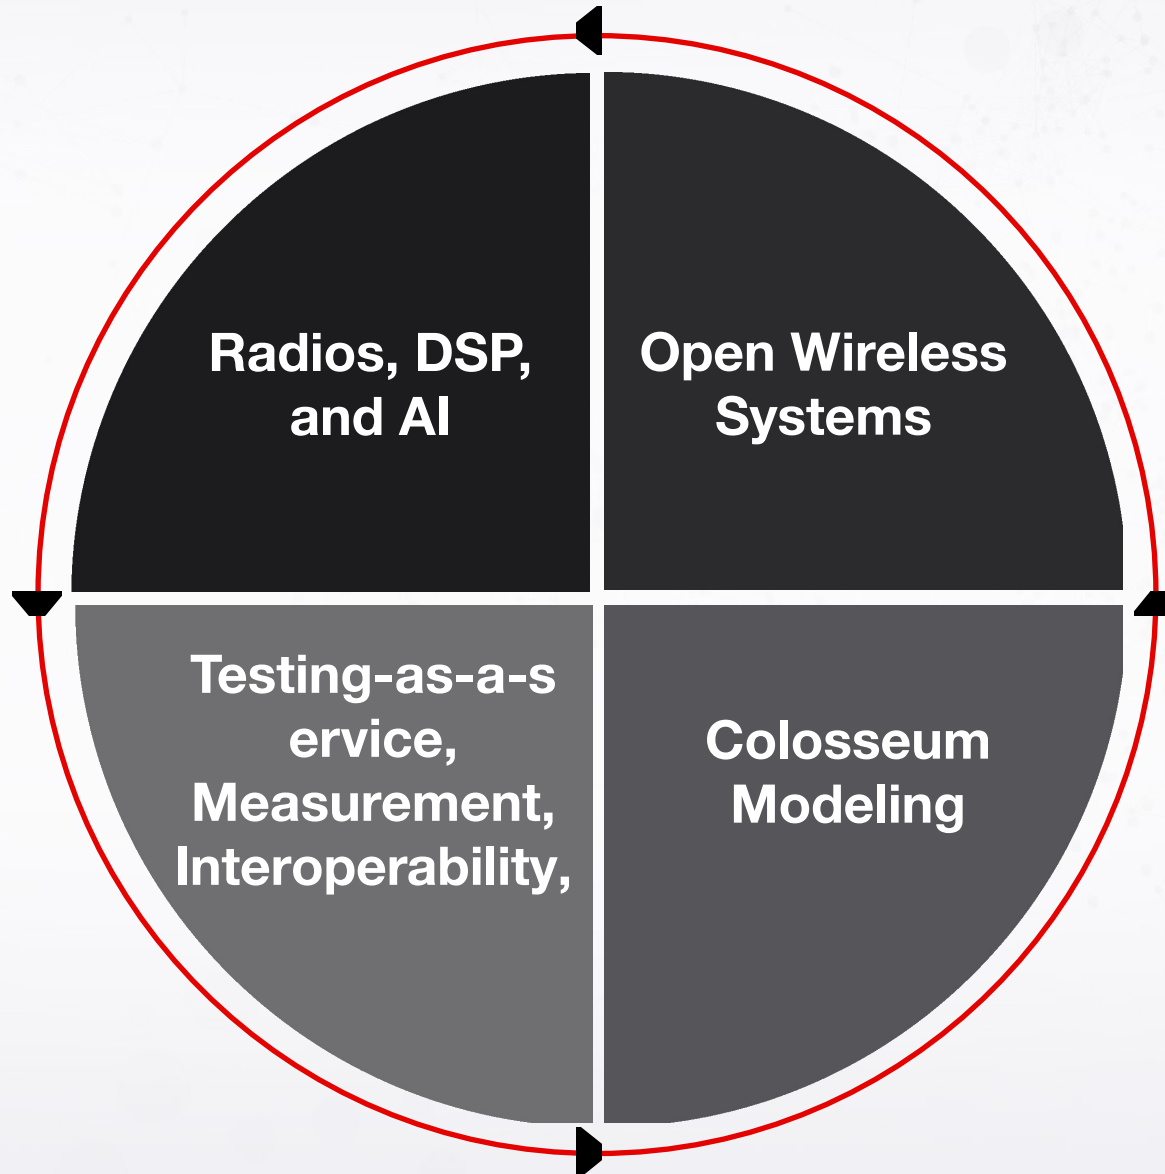 Radios, DSP,
and AI
Open Wireless
Systems
Testing-as-a-s
ervice,
Measurement,
Interoperability,
Colosseum
Modeling